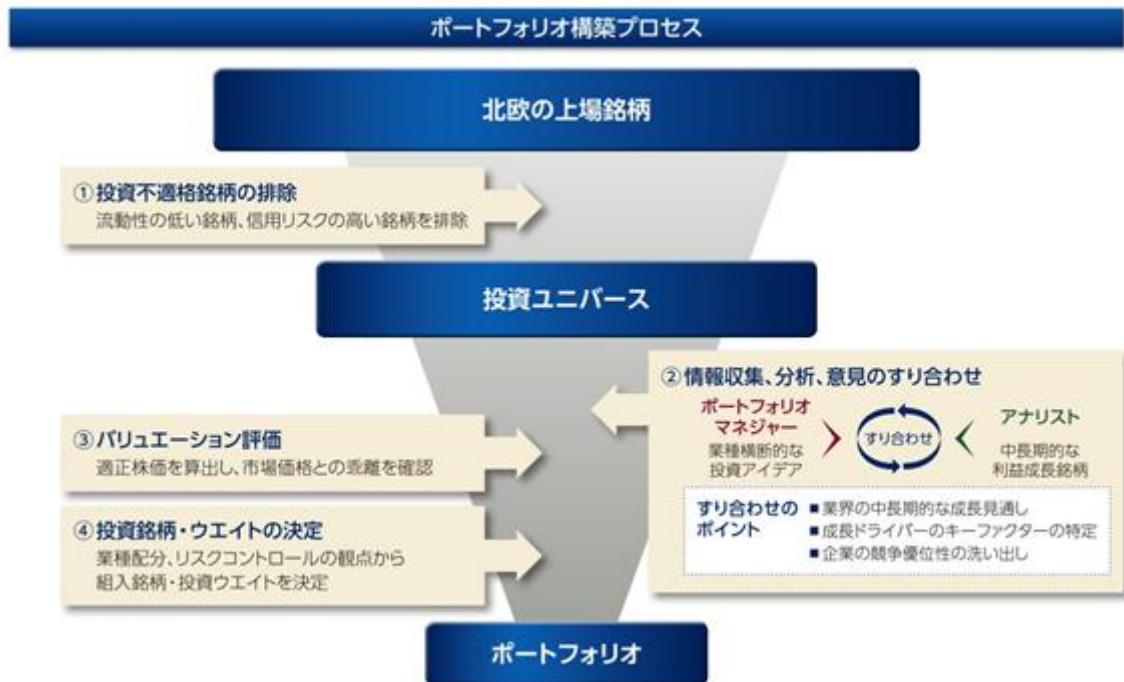 ポートフォリオ構築プロセス
北欧の上場銘柄
①投資不適格銘柄の排除
流動性の低い銘柄、信用リスクの高い銘柄を排除
投資ユニバース
②情報収集、分析、意見のすり合わせ
ポートフォリオ
マネジャー
業種横断的な
投資アイデア
すり合わせ
アナリスト
中長期的な
利益成長銘柄
すり合わせの
ポイント
■業界の中長期的な成長見通し
■成長ドライバーのキーファクターの特定
■企業の競争優位性の洗い出し
③バリュエーション評価
適正株価を算出し、市場価格との乖離を確認
④投資銘柄・ウエイトの決定
業種配分、リスクコントロールの観点から
組入銘柄・投資ウエイトを決定
ポートフォリオ